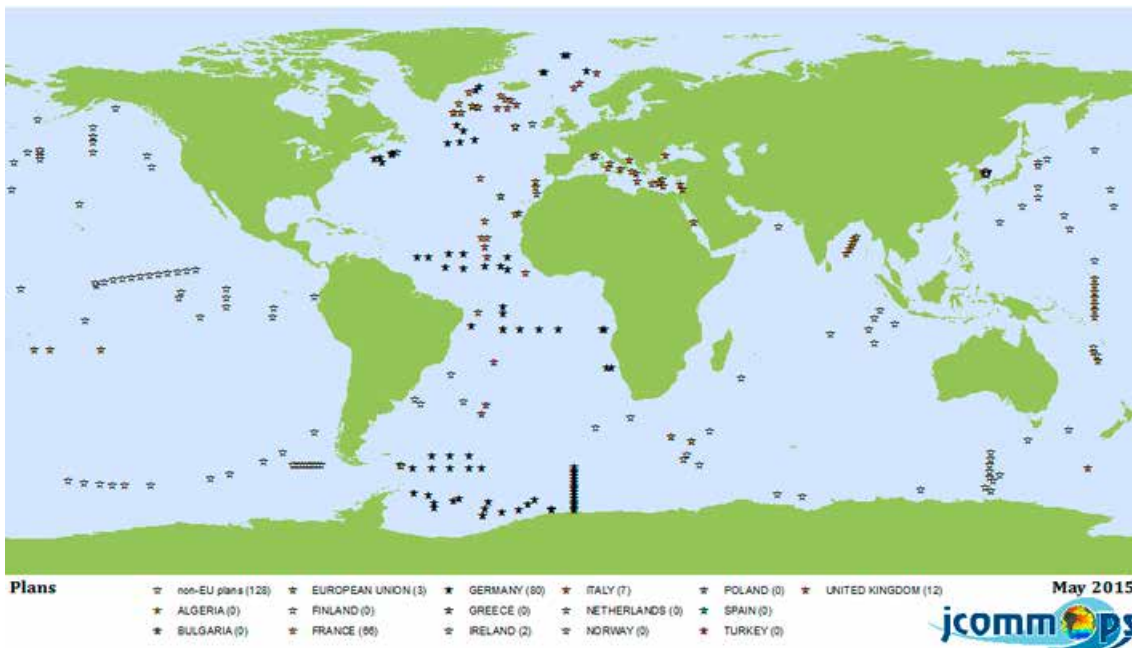 Plans
non-EU plans (128) EUROPEAN UNION (3) GERMANY (80) ITALY (7) POLAND (0) UNITED KINGDOM (12) May 2015
ALGERIA (0) FINLAND (0) GREECE (0) NETHERLANDS (0) SPAIN (0)
BULGARIA (0) FRANCE (66) IRELAND (2) NORWAY (0) TURKEY (0)
jcommops